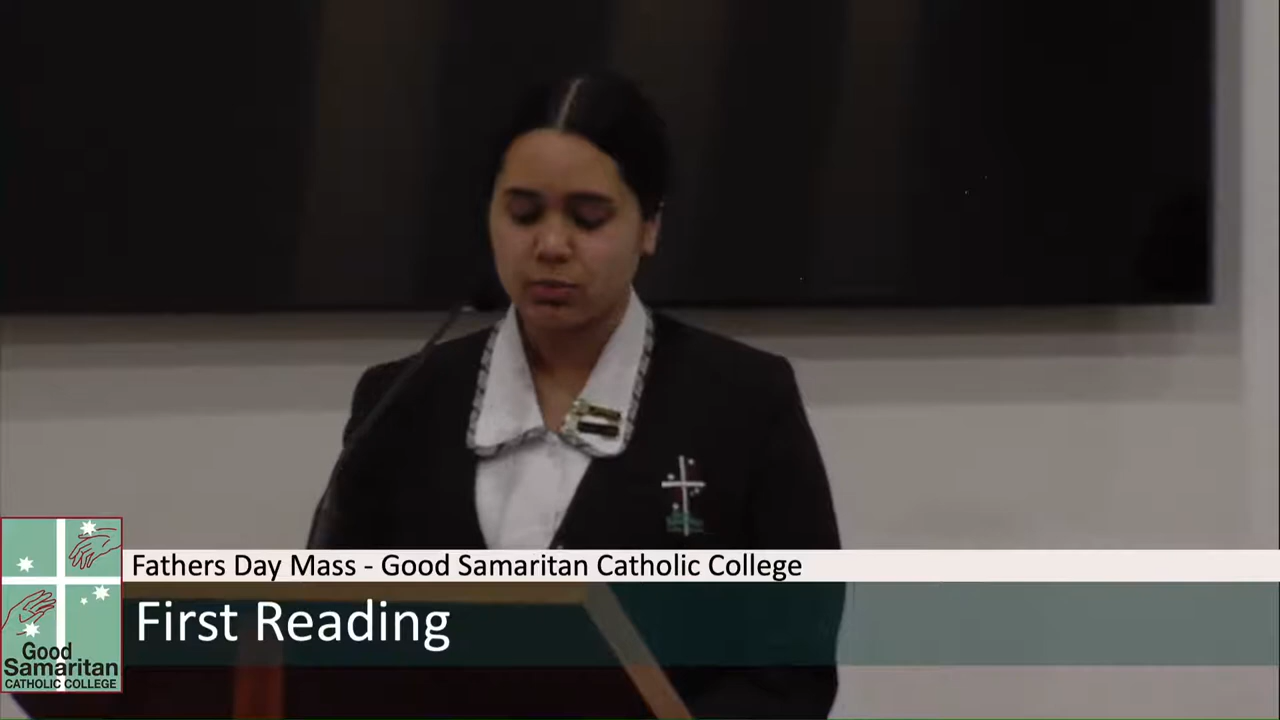 Fathers Day Mass - Good Samaritan Catholic College
First Reading
Good
Samaritan
CATHOLIC COLLEGE